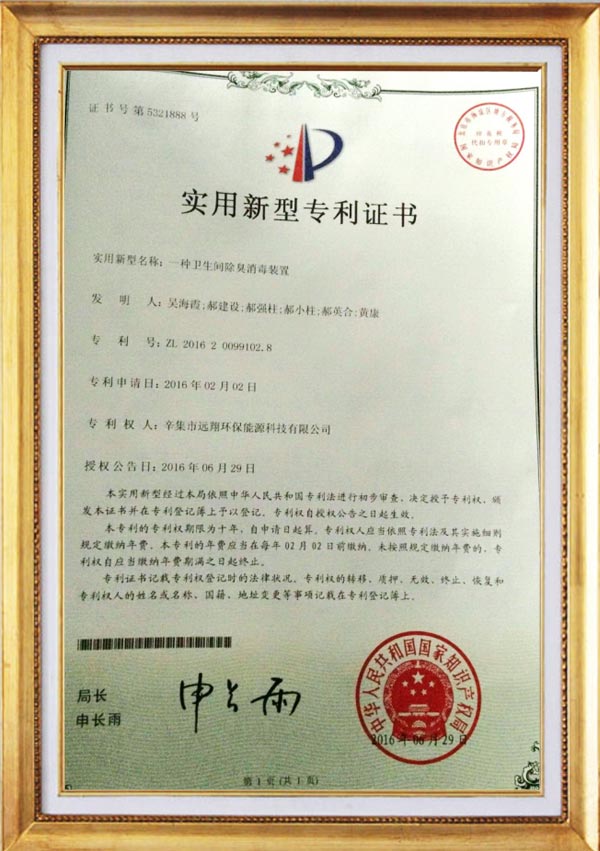 证书号第5321888号
实用新型专利证书
实用新型名称：一种卫生间除臭消毒装置
发 明 人：吴海霞;郝建设;郝强柱;郝小柱;郝英合;黄康
专 利 号：ZL 2016 2 0099102.8
专利申请日：2016年02月02日
专 利 权 人：辛集市远翔环保能源科技有限公司
授权公告日：2016年06月29日
本实用新型经过本局依照中华人民共和国专利法进行初步审查，决定授予专利权，颁
发本证书并在专利登记簿上予以登记。专利权自授权公告之日起生效。
本专利的专利权期限为十年，自申请日起算。专利权人应当依照专利法及其实施细则
规定缴纳年费。本专利的年费应当在每年02月02日前缴纳。未按照规定缴纳年费的，专
利权自应当缴纳年费期满之日起终止。
专利证书记载专利权登记时的法律状况。专利权的转移、质押、无效、终止、恢复和
专利权人的姓名或名称、国籍、地址变更等事项记载在专利登记簿上。
局长
申长雨
申长雨
中华人民共和国国家知识产权局
2016年06月29日
第1页(共1页)